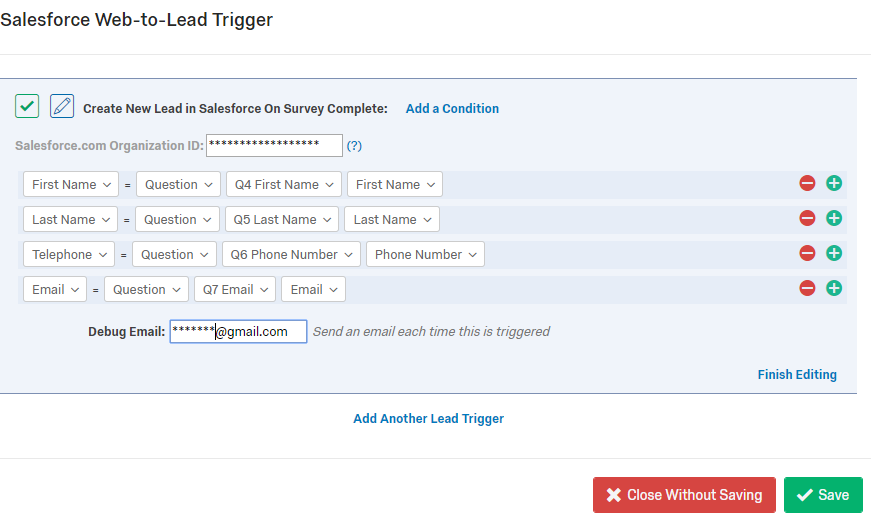 Salesforce Web-to-Lead Trigger
Create New Lead in Salesforce On Survey Complete: Add a Condition
Salesforce.com Organization ID: ****************** (?)
First Name = Question Q4 First Name First Name
Last Name = Question Q5 Last Name Last Name
Telephone = Question Q6 Phone Number Phone Number
Email = Question Q7 Email Email
Debug Email: *******@gmail.com Send an email each time this is triggered
Finish Editing
Add Another Lead Trigger
Close Without Saving Save